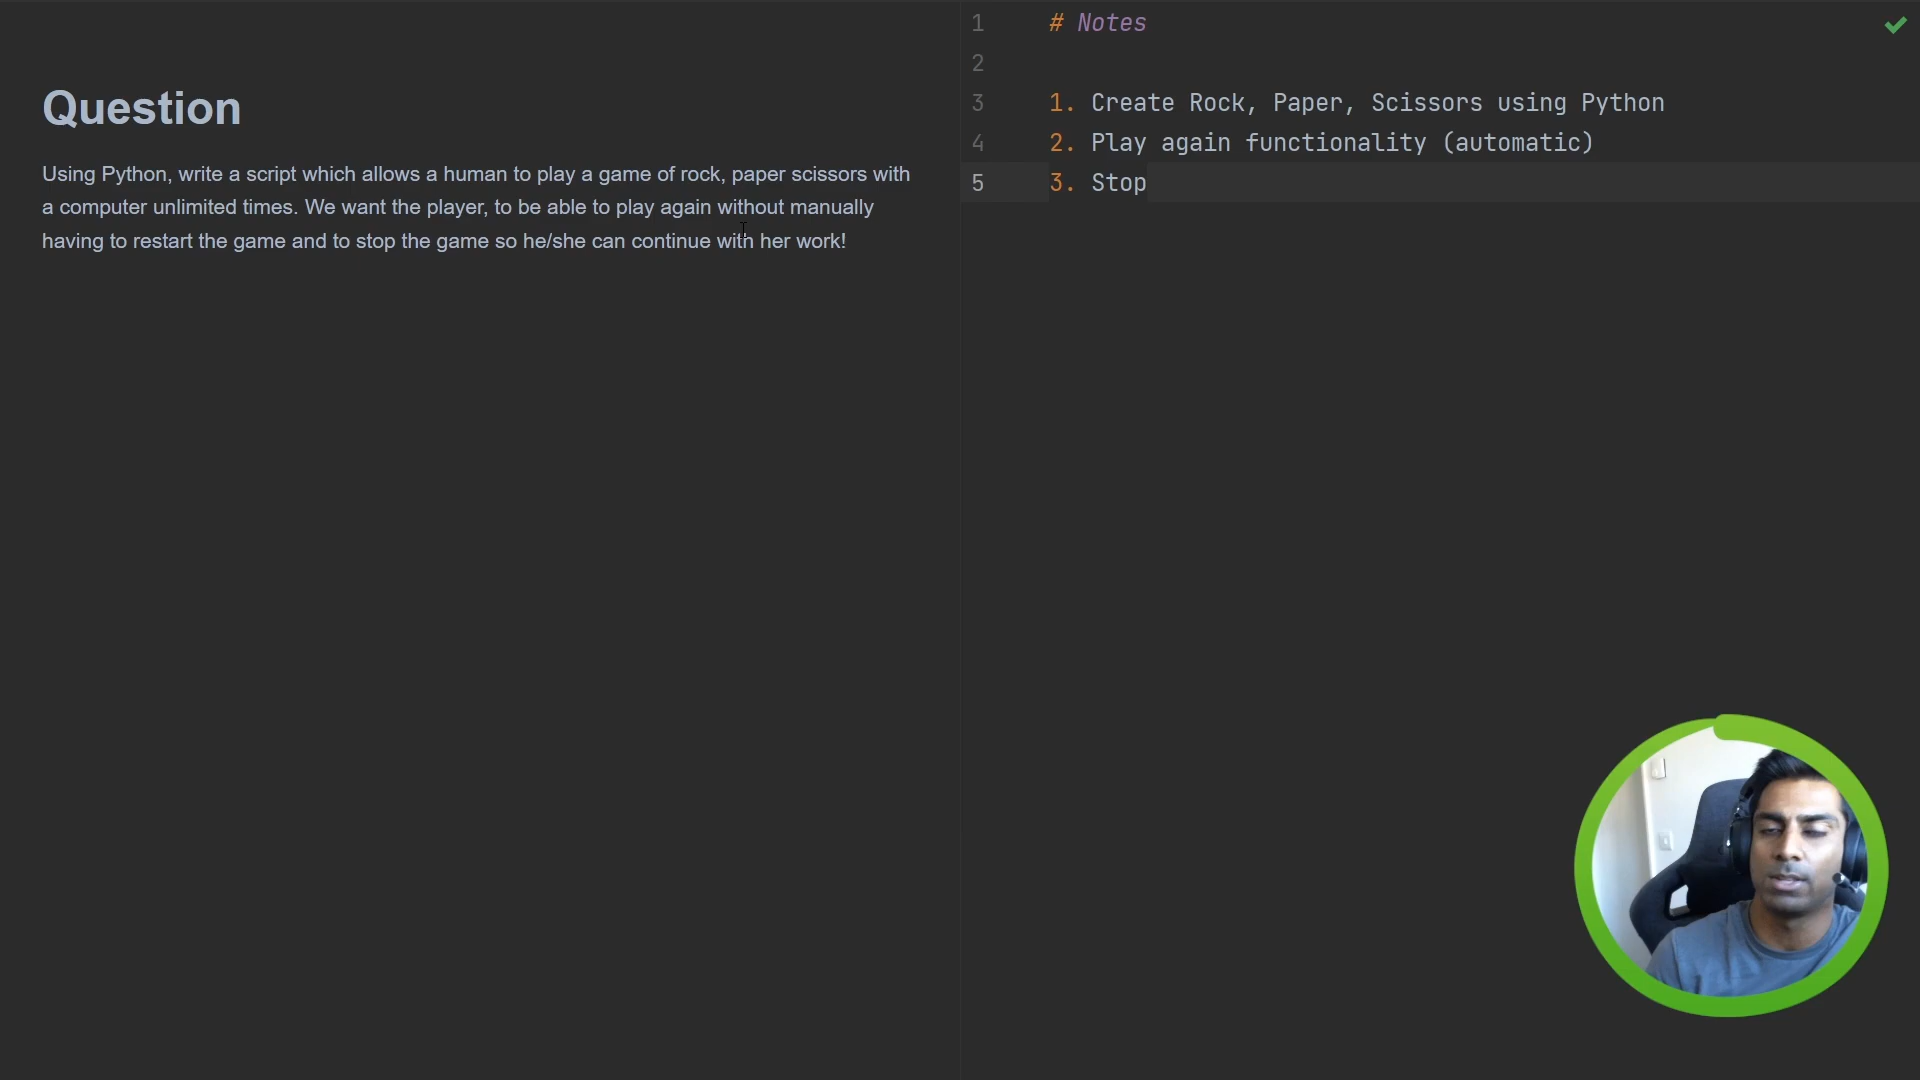 Question
Using Python, write a script which allows a human to play a game of rock, paper scissors with
a computer unlimited times. We want the player, to be able to play again without manually
having to restart the game and to stop the game so he/she can continue with her work!
1 # Notes
2
3 1. Create Rock, Paper, Scissors using Python
4 2. Play again functionality (automatic)
5 3. Stop